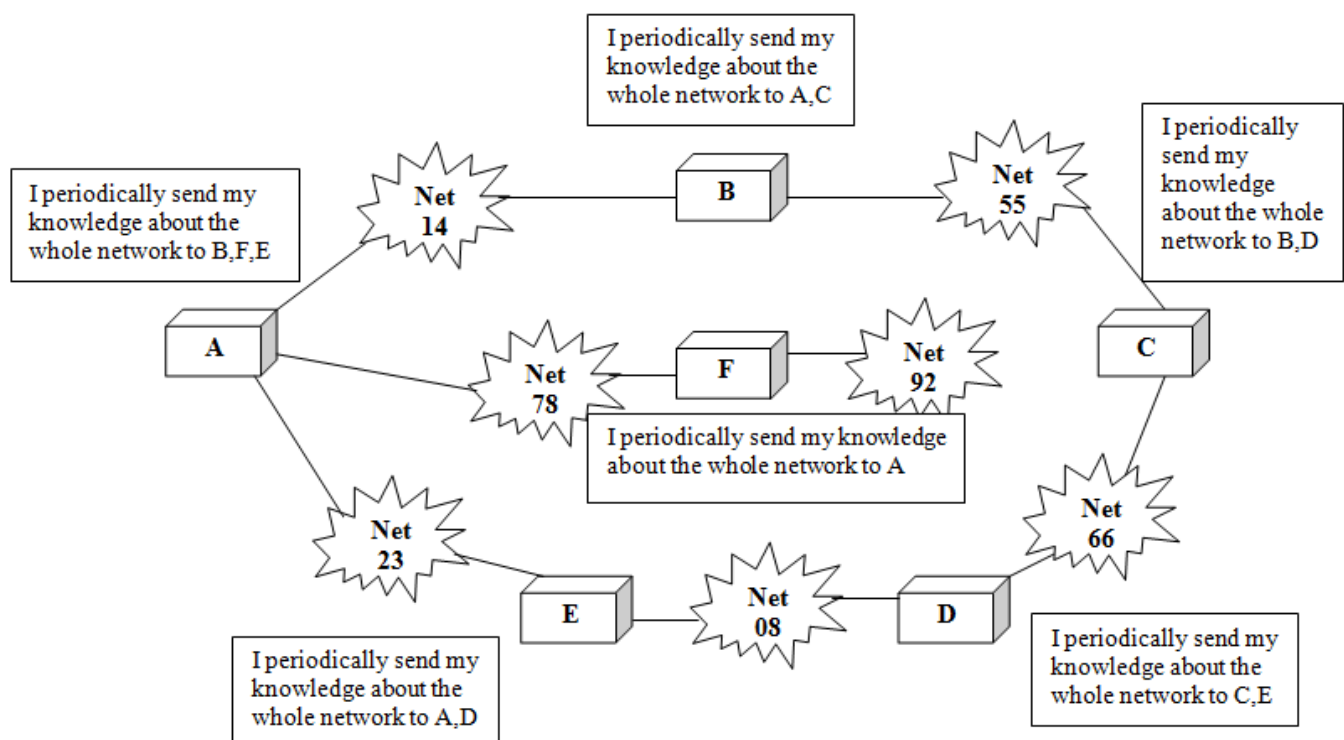 I periodically send my
knowledge about the
whole network to A,C
I periodically
send my
knowledge
about the whole
network to B,D
I periodically send my
knowledge about the
whole network to B,F,E
Net
14
B
Net
55
A
Net
78
F
Net
92
C
I periodically send my knowledge
about the whole network to A
Net
23
Net
66
E
Net
08
D
I periodically send my
knowledge about the
whole network to A,D
I periodically send my
knowledge about the
whole network to C,E